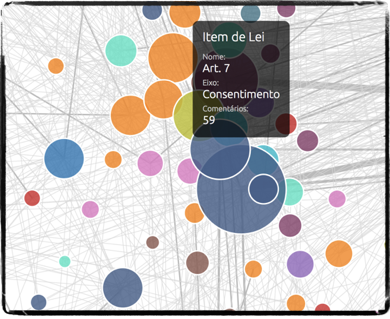 Item de Lei
Nome:
Art. 7
Eixo:
Consentimento
Comentários:
59